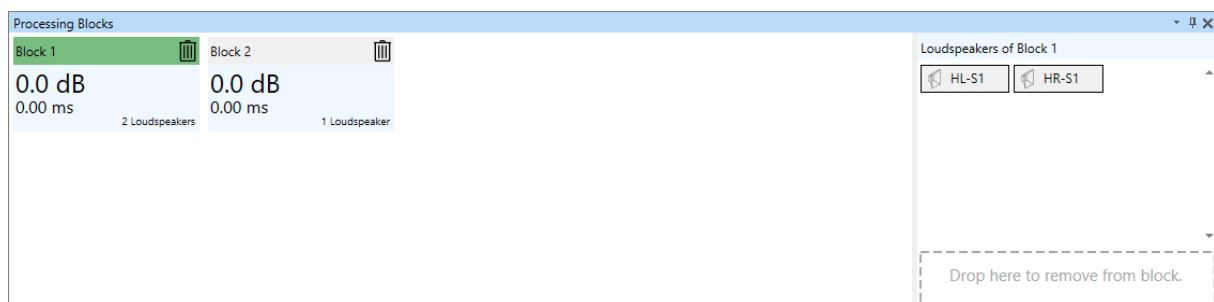 Processing Blocks
Block 1
0.0 dB
0.00 ms
2 Loudspeakers
Block 2
0.0 dB
0.00 ms
1 Loudspeaker
Loudspeakers of Block 1
HL-S1
HR-S1
Drop here to remove from block.